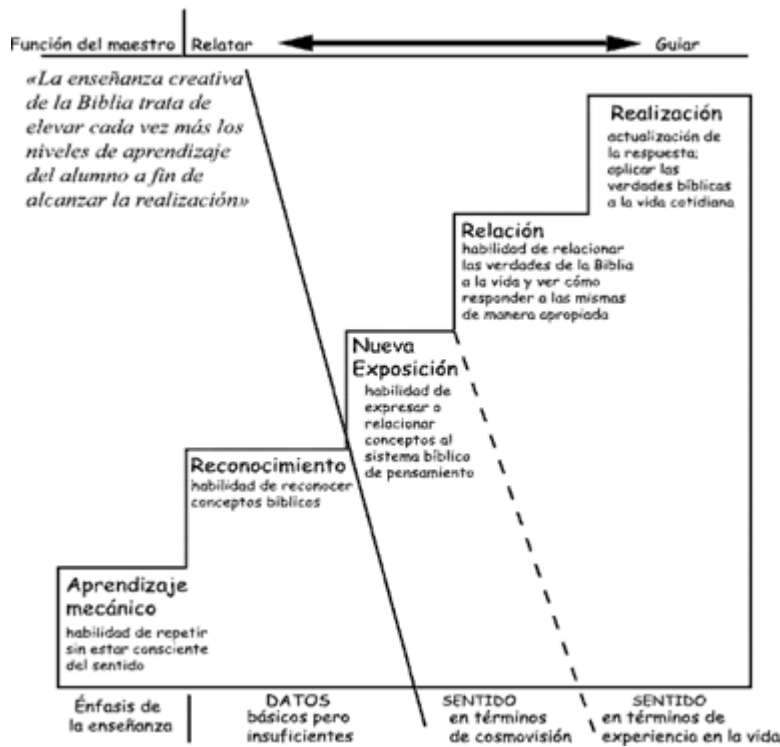 Función del maestro
Relatar
Guiar
«La enseñanza creativa
de la Biblia trata de
elevar cada vez más los
niveles de aprendizaje
del alumno a fin de
alcanzar la realización»
Realización
actualización de
la respuesta;
aplicar las
verdades bíblicas
a la vida cotidiana
Relación
habilidad de relacionar
las verdades de la Biblia
a la vida y ver cómo
responder a las mismas
de manera apropiada
Nueva
Exposición
habilidad de
expresar o
relacionar
conceptos al
sistema bíblico
de pensamiento
Reconocimiento
habilidad de reconocer
conceptos bíblicos
Aprendizaje
mecánico
habilidad de repetir
sin estar consciente
del sentido
Énfasis de
la enseñanza
DATOS
básicos pero
insuficientes
SENTIDO
en términos
de cosmovisión
SENTIDO
en términos de
experiencia en la vida